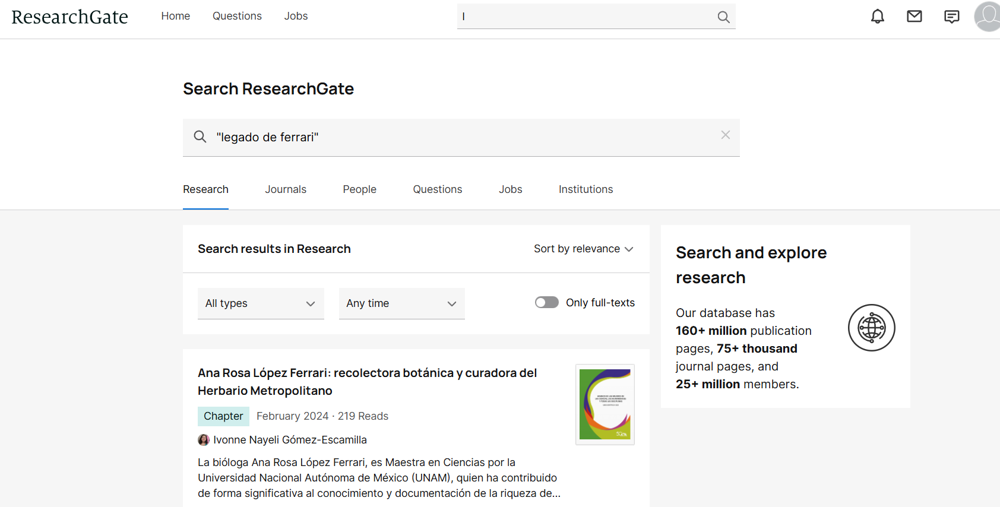 ResearchGate
Home Questions Jobs
l
Search ResearchGate
"legado de ferrari"
Research Journals People Questions Jobs Institutions
Search results in Research
Sort by relevance
All types
Any time
Only full-texts
Ana Rosa López Ferrari: recolectora botánica y curadora del
Herbario Metropolitano
Chapter February 2024 · 219 Reads
Ivonne Nayeli Gómez-Escamilla
La bióloga Ana Rosa López Ferrari, es Maestra en Ciencias por la
Universidad Nacional Autónoma de México (UNAM), quien ha contribuido
de forma significativa al conocimiento y documentación de la riqueza de...
Search and explore
research
Our database has
160+ million publication
pages, 75+ thousand
journal pages, and
25+ million members.